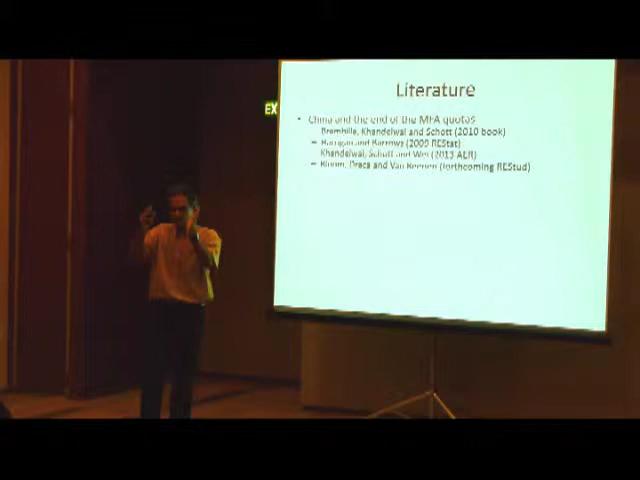 Literature
EX
• China and the end of the MFA quotas
Brambilla, Khandelwal and Schott (2010 book)
– Harrigan and Barrows (2009 REStat)
Khandelwal, Schott and Wei (2013 AER)
– Bloom, Draca and Van Reenen (forthcoming REStud)